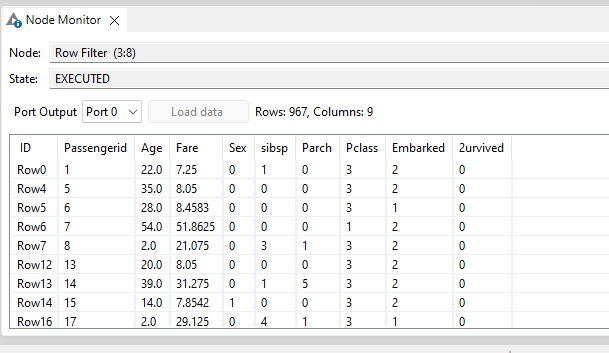 Node Monitor
Node: Row Filter (3:8)
State: EXECUTED
Port Output Port 0 Load data Rows: 967, Columns: 9
ID Passengerid Age Fare Sex sibsp Parch Pclass Embarked 2urvived
Row0 1 22.0 7.25 0 1 0 3 2 0
Row4 5 35.0 8.05 0 0 0 3 2 0
Row5 6 28.0 8.4583 0 0 0 3 1 0
Row6 7 54.0 51.8625 0 0 0 1 2 0
Row7 8 2.0 21.075 0 3 1 3 2 0
Row12 13 20.0 8.05 0 0 0 3 2 0
Row13 14 39.0 31.275 0 1 5 3 2 0
Row14 15 14.0 7.8542 1 0 0 3 2 0
Row16 17 2.0 29.125 0 4 1 3 1 0